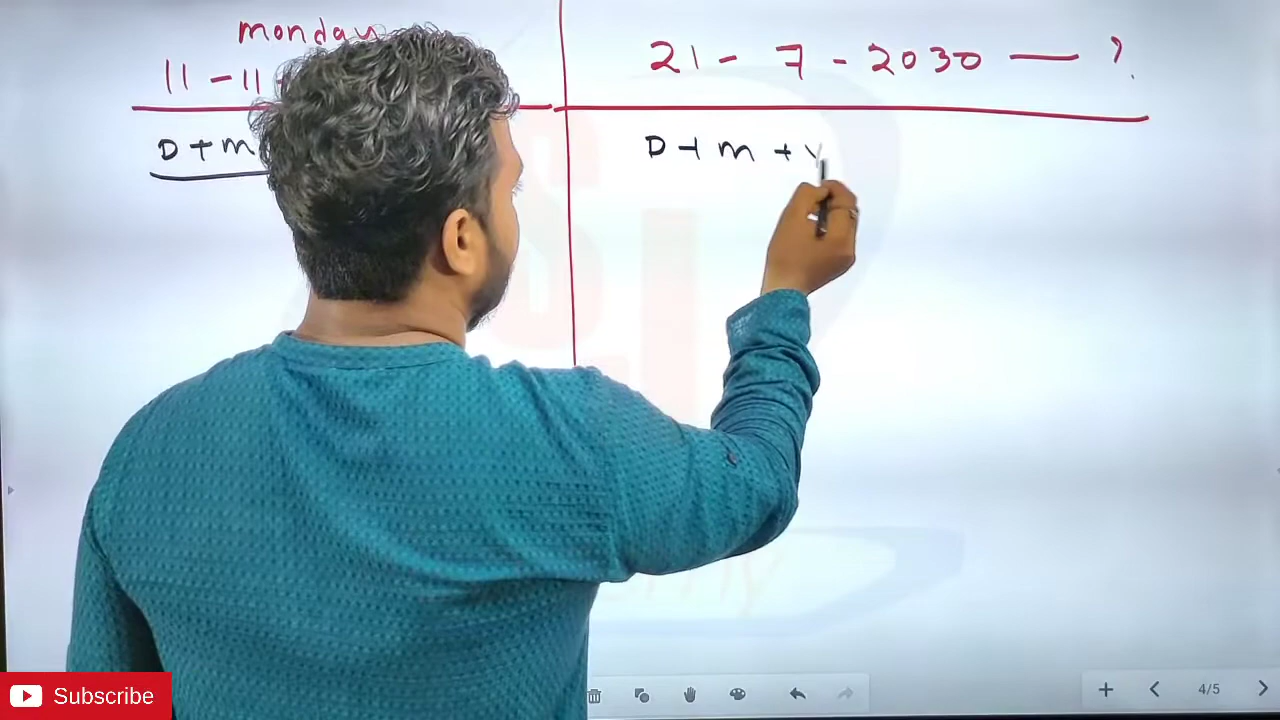 monday
11 - 11
D + m
21 - 7 - 2030 — ?
D + m + y
4/5
Subscribe